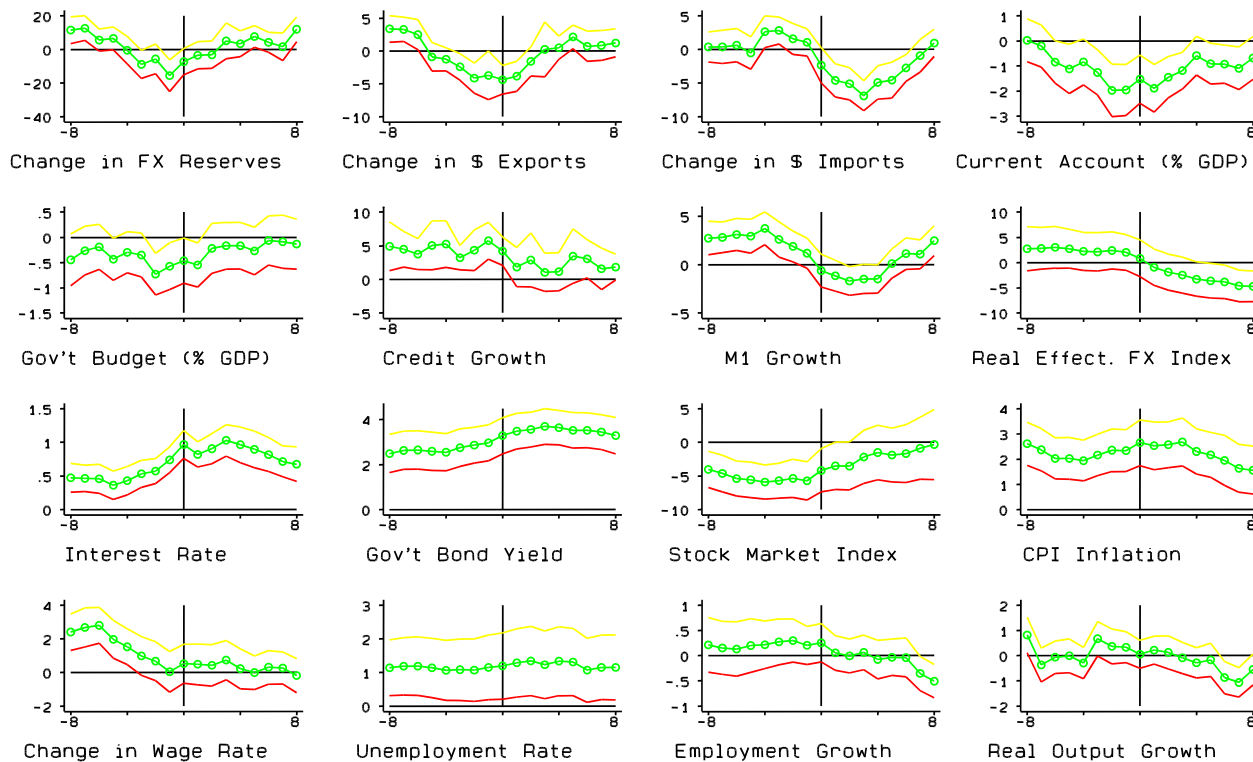 20 5 5 1
0 0 0 0
-20 -5 -5 -1
-2
-40 -10 -10 -3
-8 8 -8 8 -8 8 -8 8
Change in FX Reserves Change in $ Exports Change in $ Imports Current Account (% GDP)
.5 10 5 10
0 5 5
-.5 0 0
-1 0 -5
-1.5 -5 -5 -10
-8 8 -8 8 -8 8 -8 8
Gov't Budget (% GDP) Credit Growth M1 Growth Real Effect. FX Index
1.5 4 5 4
1 0 3
2 2
.5 -5 1
0 0 -10 0
-8 8 -8 8 -8 8 -8 8
Interest Rate Gov't Bond Yield Stock Market Index CPI Inflation
4 3 1 2
2 2 .5 1
0 0 0
1 -.5 -1
-2 0 -1 -2
-8 8 -8 8 -8 8 -8 8
Change in Wage Rate Unemployment Rate Employment Growth Real Output Growth